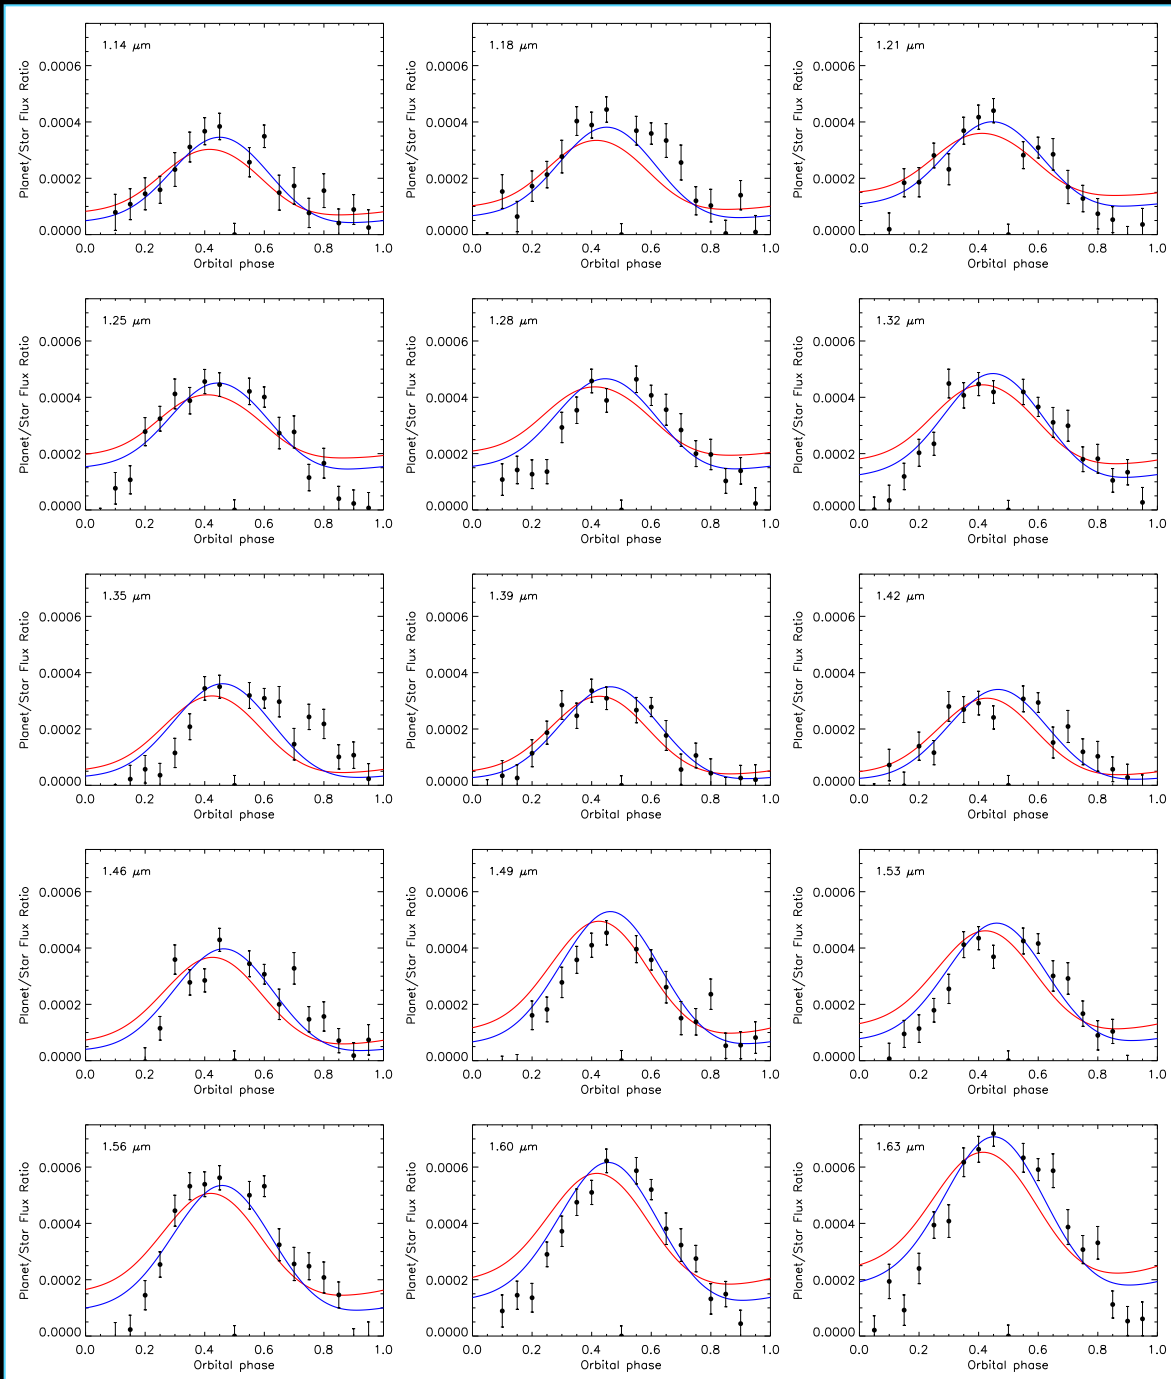 1.14 μm
1.18 μm
1.21 μm
Planet/Star Flux Ratio
Planet/Star Flux Ratio
Planet/Star Flux Ratio
0.0006
0.0004
0.0002
0.0000
0.0006
0.0004
0.0002
0.0000
0.0006
0.0004
0.0002
0.0000
0.0 0.2 0.4 0.6 0.8 1.0
0.0 0.2 0.4 0.6 0.8 1.0
0.0 0.2 0.4 0.6 0.8 1.0
Orbital phase
Orbital phase
Orbital phase
1.25 μm
1.28 μm
1.32 μm
Planet/Star Flux Ratio
Planet/Star Flux Ratio
Planet/Star Flux Ratio
0.0006
0.0004
0.0002
0.0000
0.0006
0.0004
0.0002
0.0000
0.0006
0.0004
0.0002
0.0000
0.0 0.2 0.4 0.6 0.8 1.0
0.0 0.2 0.4 0.6 0.8 1.0
0.0 0.2 0.4 0.6 0.8 1.0
Orbital phase
Orbital phase
Orbital phase
1.35 μm
1.39 μm
1.42 μm
Planet/Star Flux Ratio
Planet/Star Flux Ratio
Planet/Star Flux Ratio
0.0006
0.0004
0.0002
0.0000
0.0006
0.0004
0.0002
0.0000
0.0006
0.0004
0.0002
0.0000
0.0 0.2 0.4 0.6 0.8 1.0
0.0 0.2 0.4 0.6 0.8 1.0
0.0 0.2 0.4 0.6 0.8 1.0
Orbital phase
Orbital phase
Orbital phase
1.46 μm
1.49 μm
1.53 μm
Planet/Star Flux Ratio
Planet/Star Flux Ratio
Planet/Star Flux Ratio
0.0006
0.0004
0.0002
0.0000
0.0006
0.0004
0.0002
0.0000
0.0006
0.0004
0.0002
0.0000
0.0 0.2 0.4 0.6 0.8 1.0
0.0 0.2 0.4 0.6 0.8 1.0
0.0 0.2 0.4 0.6 0.8 1.0
Orbital phase
Orbital phase
Orbital phase
1.56 μm
1.60 μm
1.63 μm
Planet/Star Flux Ratio
Planet/Star Flux Ratio
Planet/Star Flux Ratio
0.0006
0.0004
0.0002
0.0000
0.0006
0.0004
0.0002
0.0000
0.0006
0.0004
0.0002
0.0000
0.0 0.2 0.4 0.6 0.8 1.0
0.0 0.2 0.4 0.6 0.8 1.0
0.0 0.2 0.4 0.6 0.8 1.0
Orbital phase
Orbital phase
Orbital phase